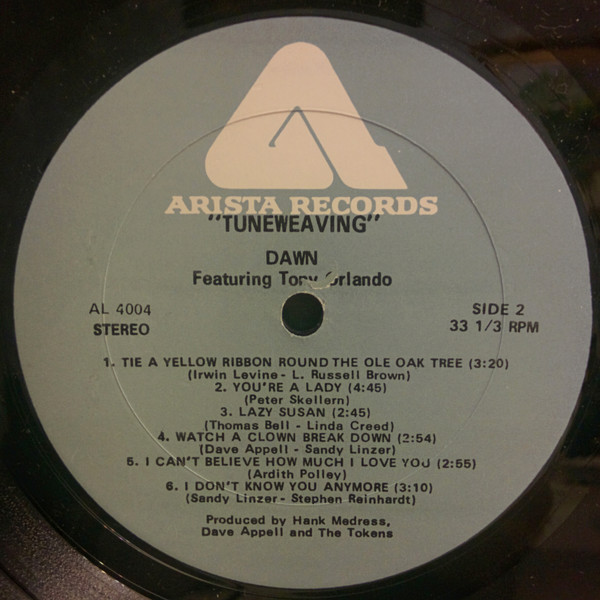 ARISTA RECORDS
"TUNEWEAVING"
DAWN
Featuring Tony Orlando
AL 4004
STEREO
SIDE 2
33 1/3 RPM
1. TIE A YELLOW RIBBON ROUND THE OLE OAK TREE (3:20)
(Irwin Levine - L. Russell Brown)
2. YOU'RE A LADY (4:45)
(Peter Skellern)
3. LAZY SUSAN (2:45)
(Thomas Bell - Linda Creed)
4. WATCH A CLOWN BREAK DOWN (2:54)
(Dave Appell - Sandy Linzer)
5. I CAN'T BELIEVE HOW MUCH I LOVE YOU (2:55)
(Ardith Polley)
6. I DON'T KNOW YOU ANYMORE (3:10)
(Sandy Linzer - Stephen Reinhardt)
Produced by Hank Medress,
Dave Appell and The Tokens